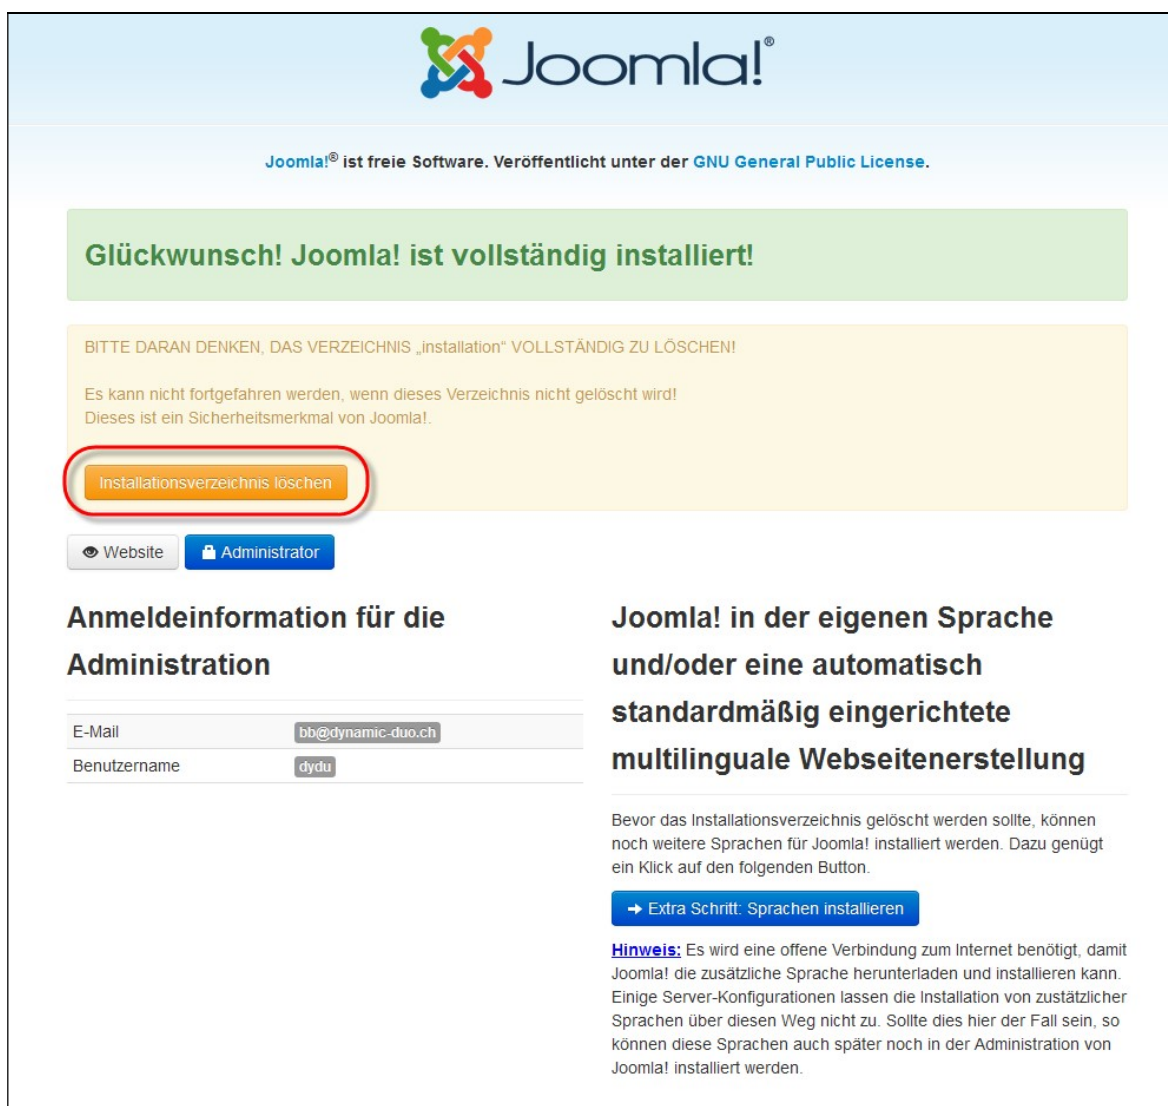 Joomla!®
Joomla!® ist freie Software. Veröffentlicht unter der GNU General Public License.
Glückwunsch! Joomla! ist vollständig installiert!
BITTE DARAN DENKEN, DAS VERZEICHNIS „installation“ VOLLSTÄNDIG ZU LÖSCHEN!
Es kann nicht fortgefahren werden, wenn dieses Verzeichnis nicht gelöscht wird!
Dieses ist ein Sicherheitsmerkmal von Joomla!.
Installationsverzeichnis löschen
Website
Administrator
Anmeldeinformation für die
Administration
E-Mail bb@dynamic-duo.ch
Benutzername dydu
Joomla! in der eigenen Sprache
und/oder eine automatisch
standardmäßig eingerichtete
multilinguale Webseitenerstellung
Bevor das Installationsverzeichnis gelöscht werden sollte, können
noch weitere Sprachen für Joomla! installiert werden. Dazu genügt
ein Klick auf den folgenden Button.
Extra Schritt: Sprachen installieren
Hinweis: Es wird eine offene Verbindung zum Internet benötigt, damit
Joomla! die zusätzliche Sprache herunterladen und installieren kann.
Einige Server-Konfigurationen lassen die Installation von zustätzlicher
Sprachen über diesen Weg nicht zu. Sollte dies hier der Fall sein, so
können diese Sprachen auch später noch in der Administration von
Joomla! installiert werden.